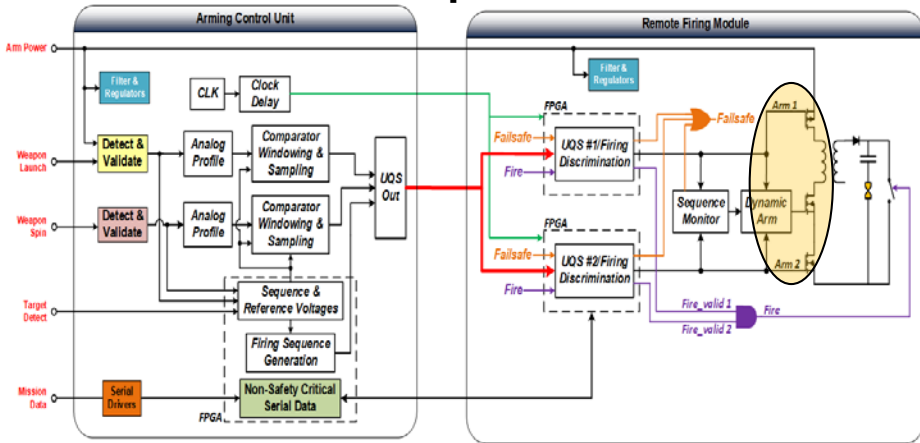 Arming Control Unit
Remote Firing Module
Arm Power
Filter &
Regulators
CLK
Clock
Delay
Filter &
Regulators
Weapon
Launch
Detect &
Validate
Analog
Profile
Comparator
Windowing &
Sampling
UQS
Out
Weapon
Spin
Detect &
Validate
Analog
Profile
Comparator
Windowing &
Sampling
Target
Detect
Sequence &
Reference Voltages
Firing Sequence
Generation
Mission
Data
Serial
Drivers
Non-Safety Critical
Serial Data
FPGA
FPGA
Failsafe
Fire
UQS #1/Firing
Discrimination
Failsafe
Arm 1
Sequence
Monitor
Dynamic
Arm
FPGA
Failsafe
Fire
UQS #2/Firing
Discrimination
Arm 2
Fire_valid 1
Fire_valid 2
Fire